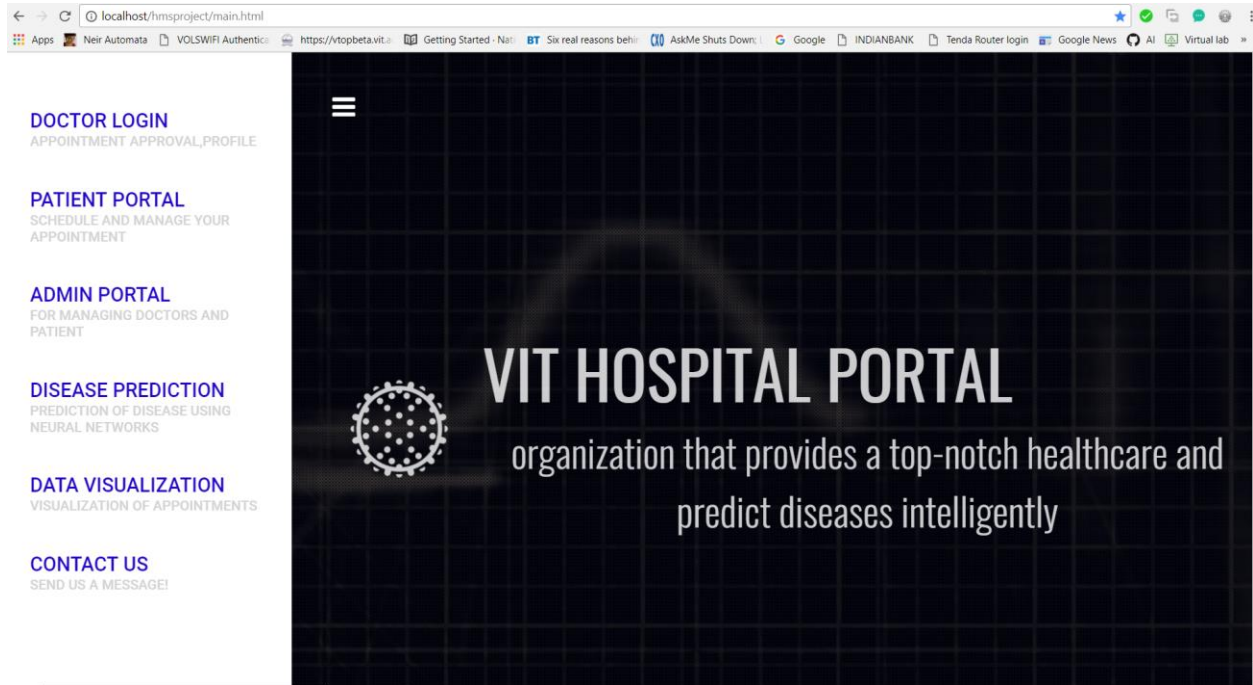 localhost/hmsproject/main.html
Apps Neir Automata VOLSWIFI Authentica https://vtopbeta.vit.a Getting Started · Nat BT Six real reasons behin AskMe Shuts Down; L G Google INDIANBANK Tenda Router login Google News AI Virtual lab »
DOCTOR LOGIN
APPOINTMENT APPROVAL,PROFILE
PATIENT PORTAL
SCHEDULE AND MANAGE YOUR
APPOINTMENT
ADMIN PORTAL
FOR MANAGING DOCTORS AND
PATIENT
DISEASE PREDICTION
PREDICTION OF DISEASE USING
NEURAL NETWORKS
DATA VISUALIZATION
VISUALIZATION OF APPOINTMENTS
CONTACT US
SEND US A MESSAGE!
VIT HOSPITAL PORTAL
organization that provides a top-notch healthcare and
predict diseases intelligently